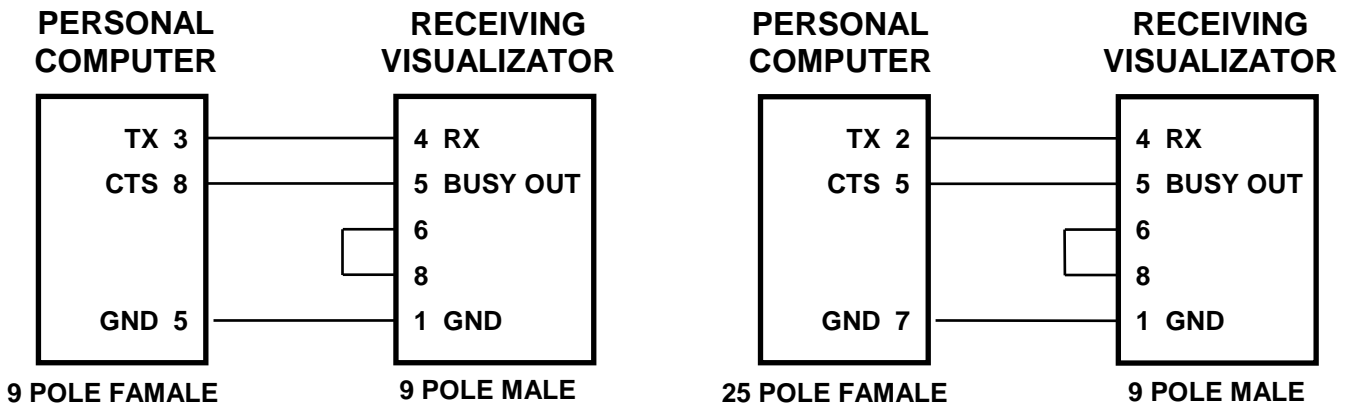 PERSONAL
COMPUTER
RECEIVING
VISUALIZATOR
TX 3
4 RX
CTS 8
5 BUSY OUT
6
8
GND 5
1 GND
9 POLE FAMALE
9 POLE MALE
PERSONAL
COMPUTER
RECEIVING
VISUALIZATOR
TX 2
4 RX
CTS 5
5 BUSY OUT
6
8
GND 7
1 GND
25 POLE FAMALE
9 POLE MALE